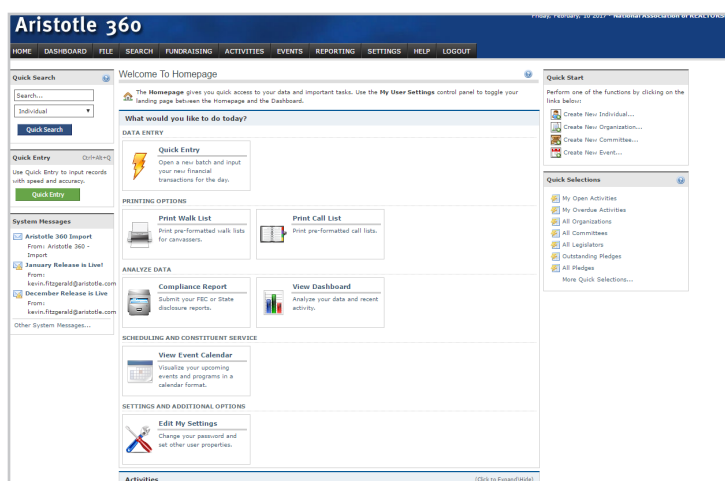 Friday, February, 10 2017 - National Association of REALTORS
Aristotle 360
HOME DASHBOARD FILE SEARCH FUNDRAISING ACTIVITIES EVENTS REPORTING SETTINGS HELP LOGOUT
Quick Search
Search...
Individual
Quick Search
Quick Entry Ctrl+Alt+Q
Use Quick Entry to input records
with speed and accuracy.
Quick Entry
System Messages
Aristotle 360 Import
From: Aristotle 360 -
Import
January Release is Live!
From:
kevin.fitzgerald@aristotle.com
December Release is Live
From:
kevin.fitzgerald@aristotle.com
Other System Messages...
Welcome To Homepage
The Homepage gives you quick access to your data and important tasks. Use the My User Settings control panel to toggle your
landing page between the Homepage and the Dashboard.
What would you like to do today?
DATA ENTRY
Quick Entry
Open a new batch and input
your new financial
transactions for the day.
PRINTING OPTIONS
Print Walk List
Print pre-formatted walk lists
for canvassers.
Print Call List
Print pre-formatted call lists.
ANALYZE DATA
Compliance Report
Submit your FEC or State
disclosure reports.
View Dashboard
Analyze your data and recent
activity.
SCHEDULING AND CONSTITUENT SERVICE
View Event Calendar
Visualize your upcoming
events and programs in a
calendar format.
SETTINGS AND ADDITIONAL OPTIONS
Edit My Settings
Change your password and
set other user properties.
Activities (Click to Expand/Hide)
Quick Start
Perform one of the functions by clicking on the
links below:
Create New Individual...
Create New Organization...
Create New Committee...
Create New Event...
Quick Selections
My Open Activities
My Overdue Activities
All Organizations
All Committees
All Legislators
Outstanding Pledges
All Pledges
More Quick Selections...